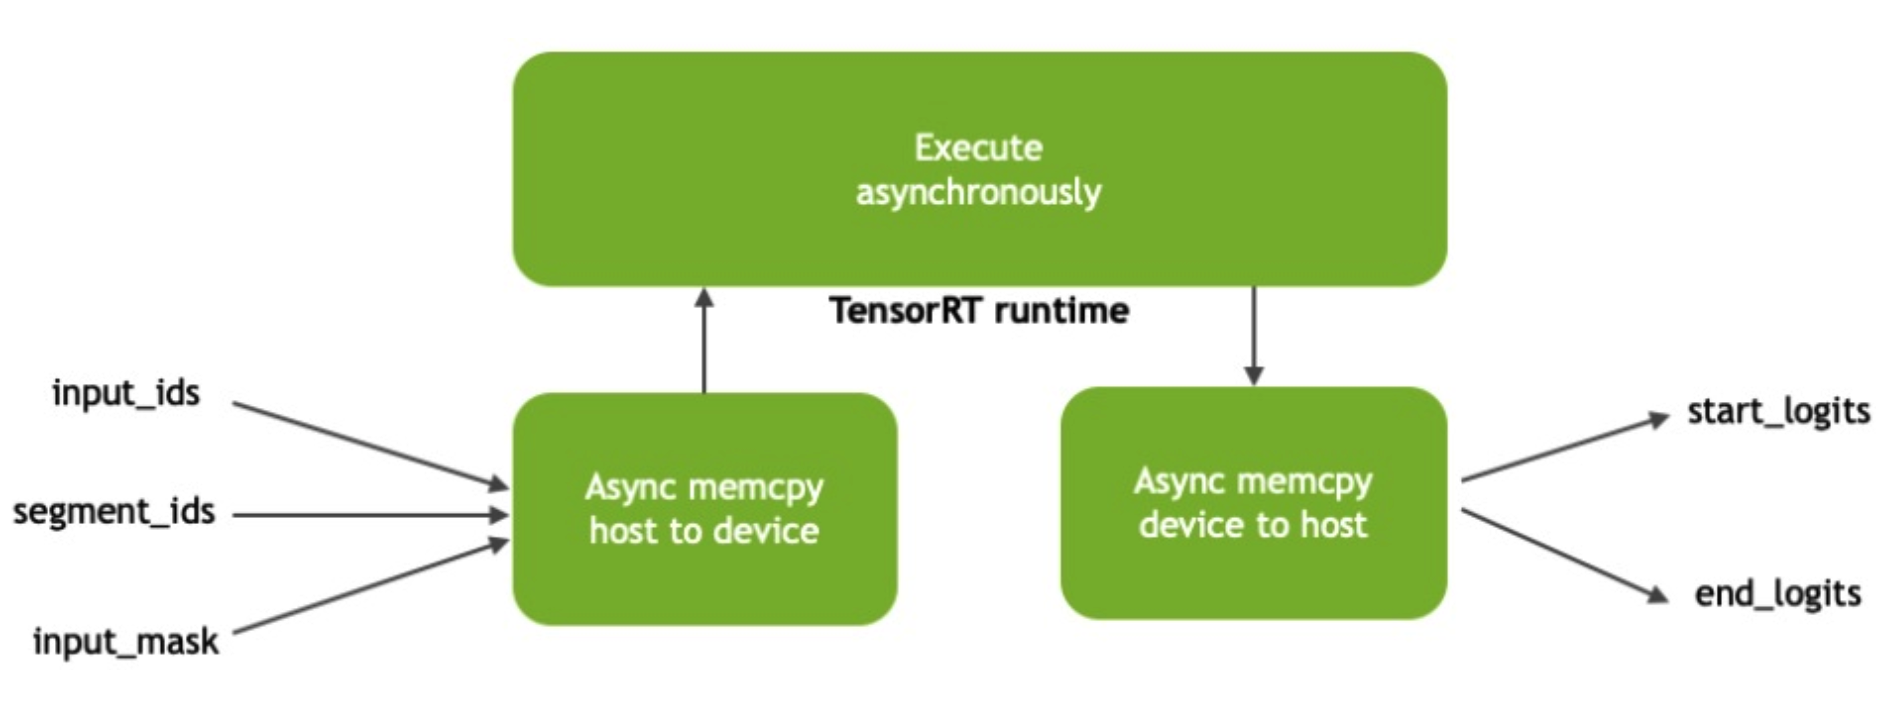 Execute
asynchronously
TensorRT runtime
input_ids
segment_ids
input_mask
Async memcpy
host to device
Async memcpy
device to host
start_logits
end_logits